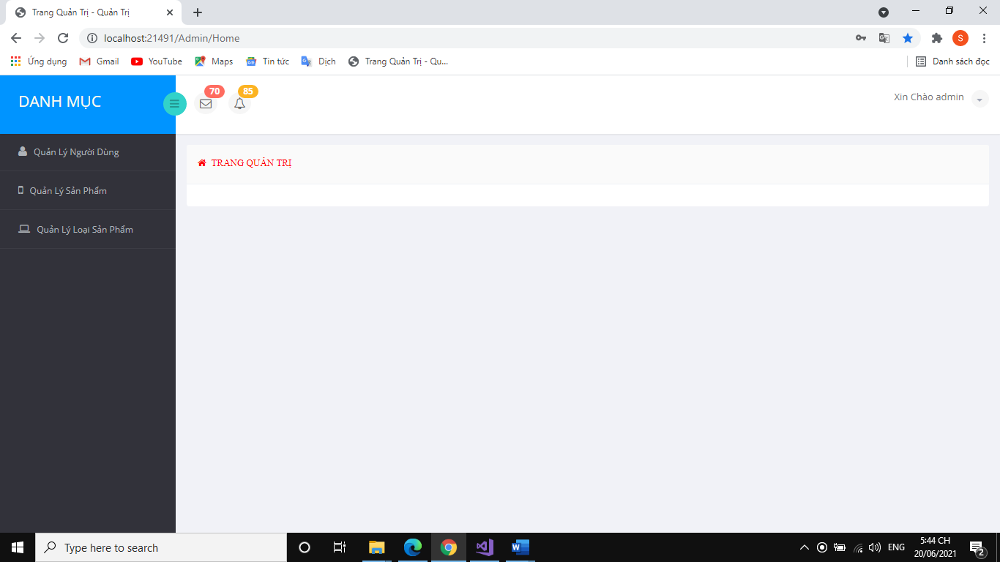 Trang Quản Trị - Quản Trị
localhost:21491/Admin/Home
S
Ứng dụng
Gmail
YouTube
Maps
Tin tức
Dịch
Trang Quản Trị - Qu...
Danh sách đọc
DANH MỤC
70
85
Xin Chào admin
Quản Lý Người Dùng
Quản Lý Sản Phẩm
Quản Lý Loại Sản Phẩm
TRANG QUẢN TRỊ
Type here to search
ENG
5:44 CH
20/06/2021
2